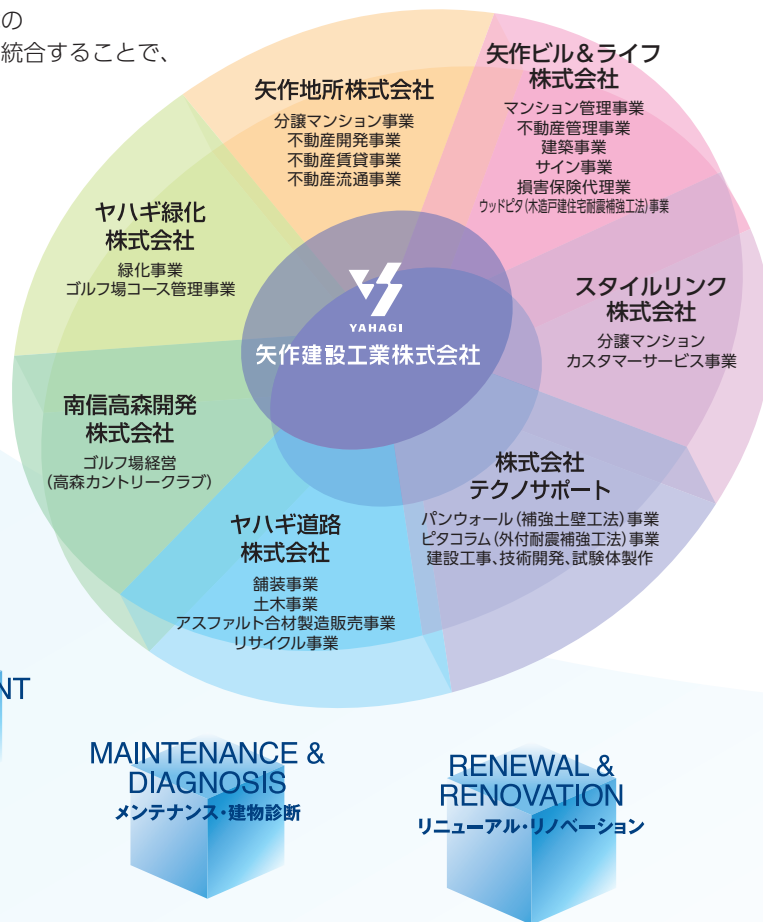 の
統合することで、
矢作地所株式会社
分譲マンション事業
不動産開発事業
不動産賃貸事業
不動産流通事業
矢作ビル&ライフ
株式会社
マンション管理事業
不動産管理事業
建築事業
サイン事業
損害保険代理業
ウッドピタ(木造戸建住宅耐震補強工法)事業
ヤハギ緑化
株式会社
緑化事業
ゴルフ場コース管理事業
YAHAGI
矢作建設工業株式会社
スタイルリンク
株式会社
分譲マンション
カスタマーサービス事業
南信高森開発
株式会社
ゴルフ場経営
(高森カントリークラブ)
株式会社
テクノサポート
パンウォール(補強土壁工法)事業
ピタコラム(外付耐震補強工法)事業
建設工事、技術開発、試験体製作
ヤハギ道路
株式会社
舗装事業
土木事業
アスファルト合材製造販売事業
リサイクル事業
NT
MAINTENANCE &
DIAGNOSIS
メンテナンス・建物診断
RENEWAL &
RENOVATION
リニューアル・リノベーション